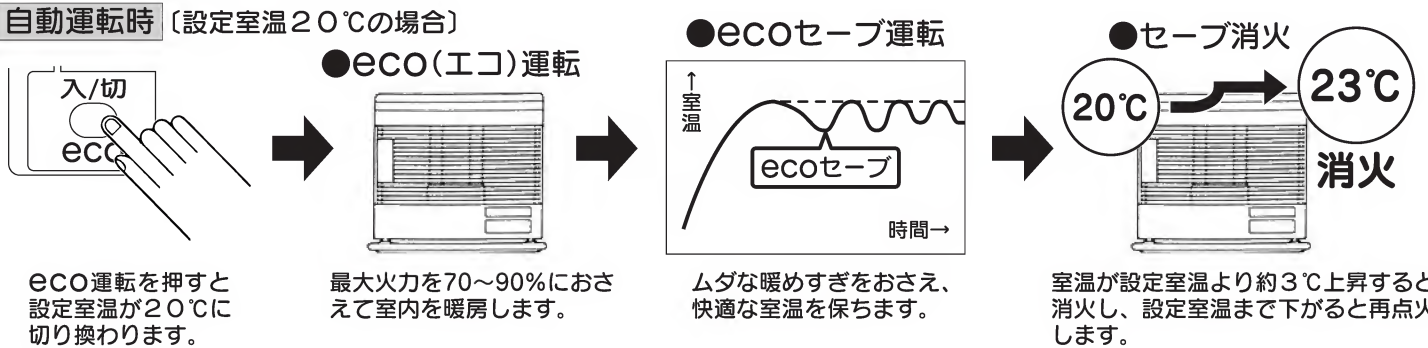 自動運転時〔設定室温20℃の場合〕
入/切
eco
eco運転を押すと
設定室温が20℃に
切り換わります。
●eco(エコ)運転
最大火力を70～90%におさ
えて室内を暖房します。
●ecoセーブ運転
↑室温
ecoセーブ
時間→
ムダな暖めすぎをおさえ、
快適な室温を保ちます。
●セーブ消火
20℃
23℃
消火
室温が設定室温より約3℃上昇すると
消火し、設定室温まで下がると再点火
します。